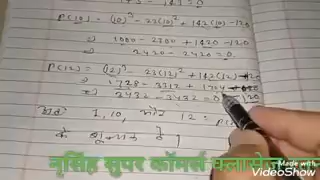 P(10) = (10)³ - 23(10)² + 142(10) - 120
⇒ 1000 - 2300 + 1420 - 120
⇒ 2420 - 2420 = 0
P(12) = (12)³ - 23(12)² + 142(12) - 120
⇒ 1728 - 3312 + 1704
⇒ 3432 - 3432 = 0
1, 10, और 12
के शून्यक है।
नृसिंह सुपर कॉमर्स क्लासेज
Made With
VivaVideo